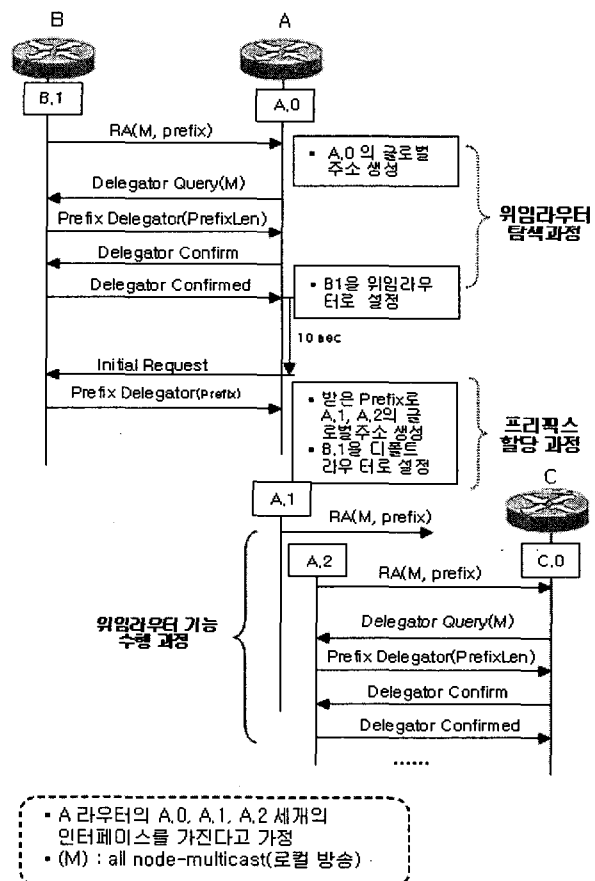 B
A
B,1
A,0
RA(M, prefix)
▪ A,0 의 글로벌
주소 생성
Delegator Query(M)
Prefix Delegator(PrefixLen)
Delegator Confirm
위임라우터
탐색과정
Delegator Confirmed
▪ B1을 위임라우
터로 설정
10 sec
Initial Request
Prefix Delegator(Prefix)
▪ 받은 Prefix로
A,1, A,2의 글
로벌주소 생성
▪ B,1을 디폴트
라우 터로 설정
프리픽스
할당 과정
A,1
C
RA(M, prefix)
A,2
C,0
RA(M, prefix)
위임라우터 기능
수행 과정
Delegator Query(M)
Prefix Delegator(PrefixLen)
Delegator Confirm
Delegator Confirmed
......
▪ A 라우터의 A,0, A,1, A,2 세개의
인터페이스를 가진다고 가정
▪ (M) : all node-multicast(로컬 방송)